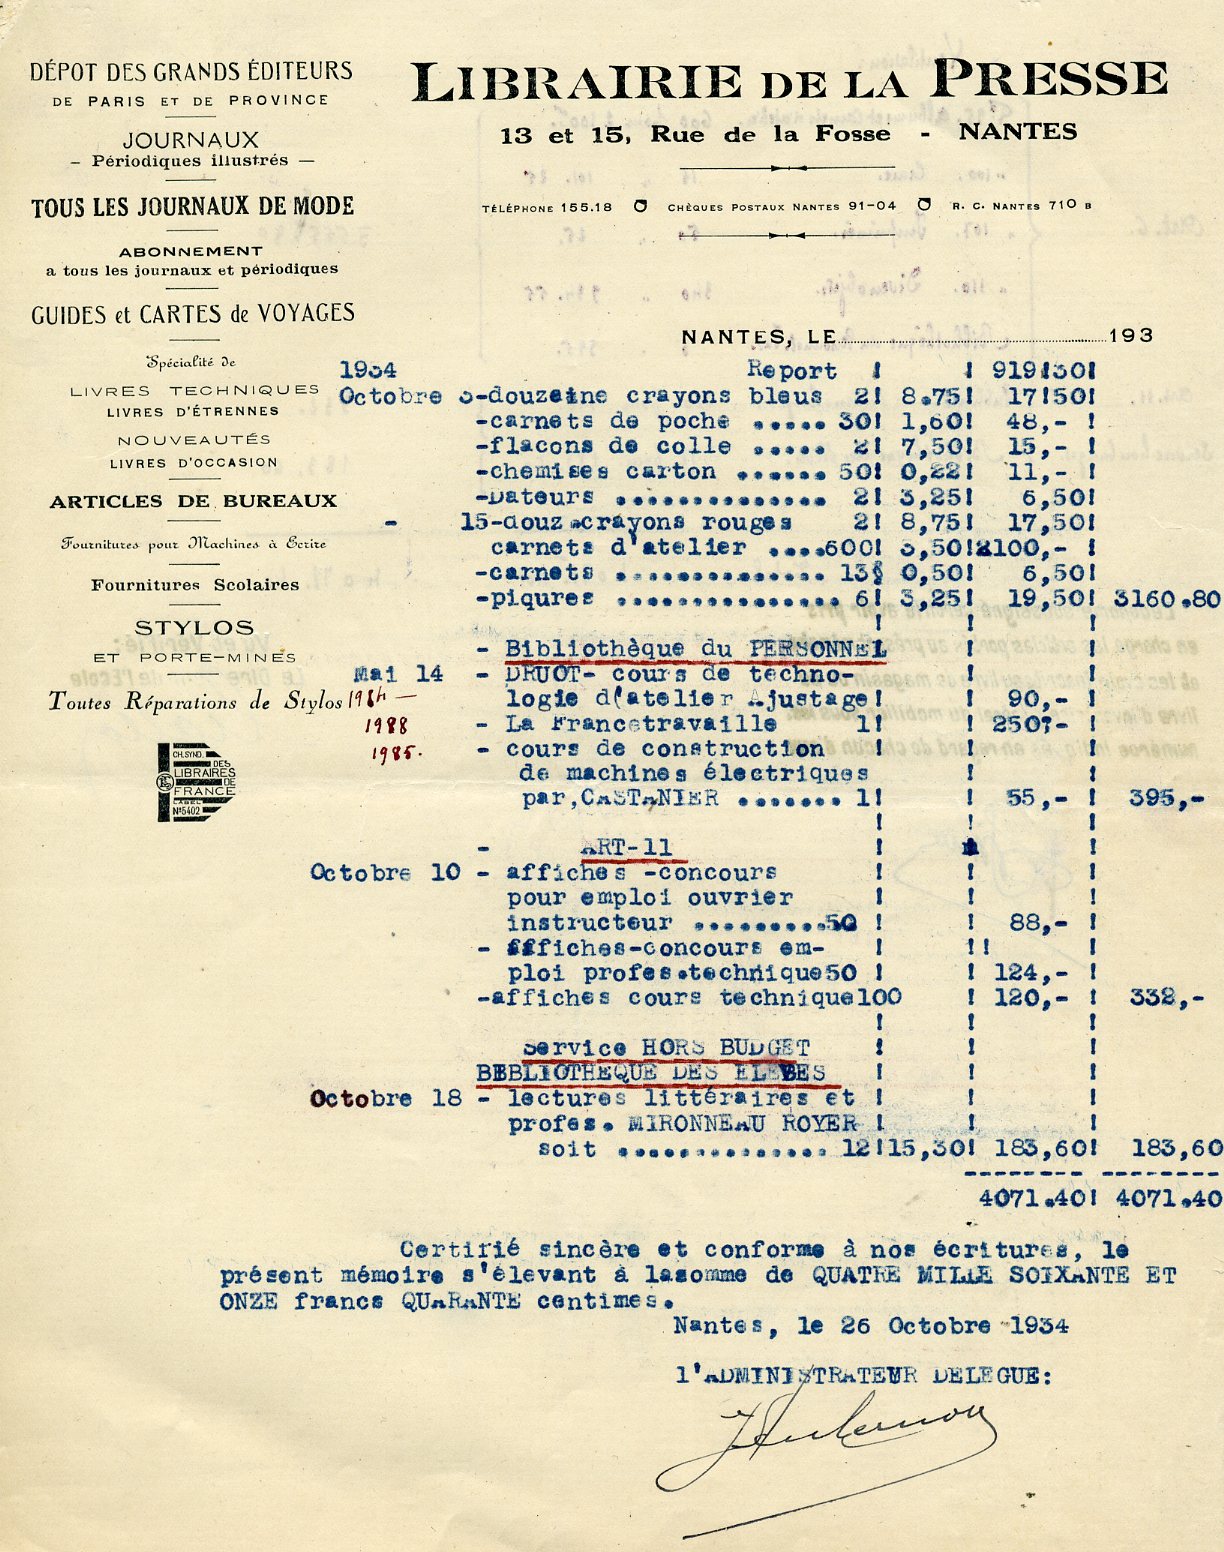 DÉPOT DES GRANDS ÉDITEURS
DE PARIS ET DE PROVINCE
JOURNAUX
– Périodiques illustrés —
TOUS LES JOURNAUX DE MODE
ABONNEMENT
a tous les journaux et périodiques
GUIDES et CARTES de VOYAGES
Spécialité de
LIVRES TECHNIQUES
LIVRES D'ÉTRENNES
NOUVEAUTÉS
LIVRES D'OCCASION
ARTICLES DE BUREAUX
Fournitures pour Machines à Ecrire
Fournitures Scolaires
STYLOS
ET PORTE-MINES
Toutes Réparations de Stylos
CH.SYND.
DES
LIBRAIRES
DE
FRANCE
LABEL
N°5402
LIBRAIRIE DE LA PRESSE
13 et 15, Rue de la Fosse - NANTES
TÉLÉPHONE 155.18 CHÈQUES POSTAUX NANTES 91-04 R. C. NANTES 710 B
NANTES, LE 193
1934 Report ! ! 919!30!
Octobre 3-douzaine crayons bleus 2! 8.75! 17!50!
-carnets de poche ..... 30! 1,60! 48,- !
-flacons de colle ..... 2! 7,50! 15,- !
-chemises carton ...... 50! 0,22! 11,- !
-Dateurs .............. 2! 3,25! 6,50!
- 15-douz.crayons rouges 2! 8,75! 17,50!
carnets d'atelier ....600! 3,50!2100,- !
-carnets .............. 13! 0,50! 6,50!
-piqures ............... 6! 3,25! 19,50! 3160.80
- Bibliothèque du PERSONNEL
Mai 14 - DRUOT- cours de techno-
logie d'atelier Ajustage! ! 90,- !
1984 —
- La Francetravaille 1! ! 250,- !
1988
- cours de construction ! !
1985.
de machines électriques ! !
par,CASTANIER ....... 1! ! 55,- ! 395,-
- ART-11 ! !
Octobre 10 - affiches -concours ! ! !
pour emploi ouvrier ! ! !
instructeur .........50 ! ! 88,- !
- affiches-concours em- ! !! !
ploi profes.technique50 ! ! 124,- !
-affiches cours technique100 ! 120,- ! 332,-
Service HORS BUDGET ! ! !
BIBLIOTHEQUE DES ELEVES ! ! !
Octobre 18 - lectures littéraires et ! ! !
profes. MIRONNEAU ROYER ! ! !
soit .............. 12!15,30! 183,60! 183,60
-------- --------
4071.40! 4071.40
Certifié sincère et conforme à nos écritures, le
présent mémoire s'élevant à lasomme de QUATRE MILLE SOIXANTE ET
ONZE francs QUARANTE centimes.
Nantes, le 26 Octobre 1934
l'ADMINISTRATEUR DELEGUE: